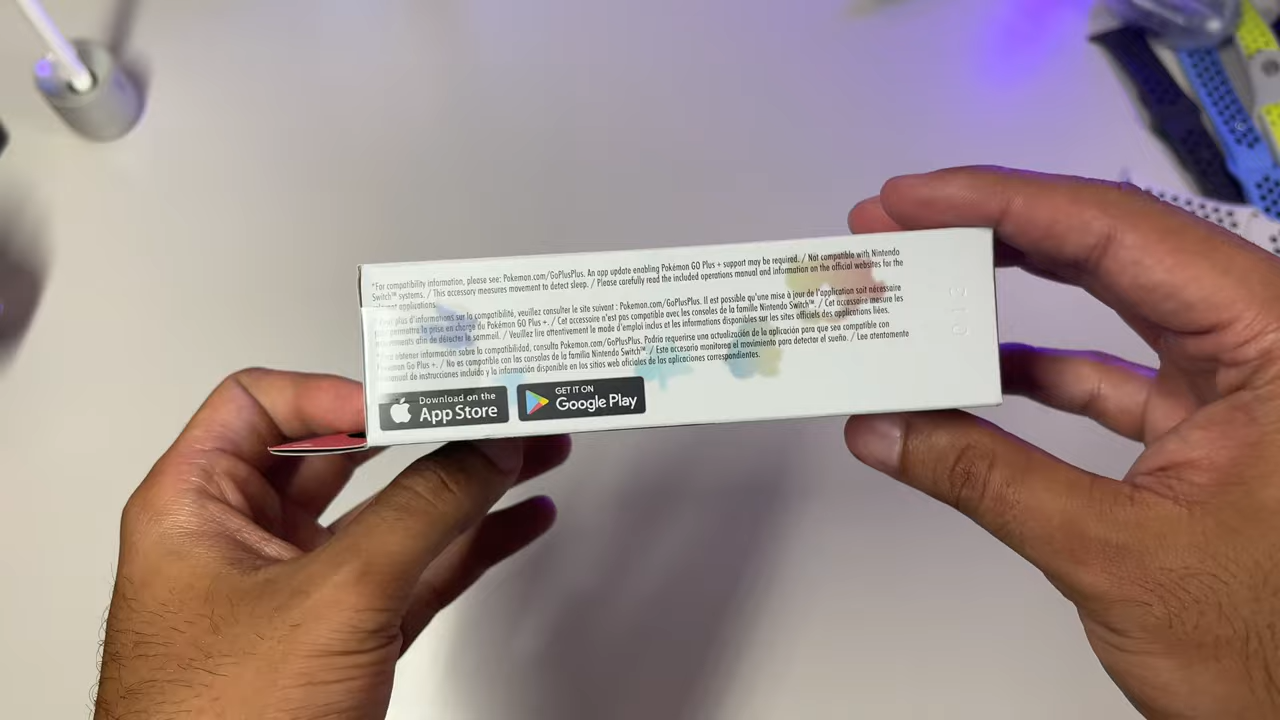 *For compatibility information, please see: Pokemon.com/GoPlusPlus. An app update enabling Pokémon GO Plus + support may be required. / Not compatible with Nintendo
Switch™ systems. / This accessory measures movement to detect sleep. / Please carefully read the included operations manual and information on the official websites for the
relevant applications.
plus d'informations sur la compatibilité, veuillez consulter le site suivant : Pokemon.com/GoPlusPlus. Il est possible qu'une mise à jour de l'application soit nécessaire
permettra la prise en charge du Pokémon GO Plus +. / Cet accessoire n'est pas compatible avec les consoles de la famille Nintendo Switch™. / Cet accessoire mesure les
afin de détecter le sommeil. / Veuillez lire attentivement le mode d'emploi inclus et les informations disponibles sur les sites officiels des applications liées.
obtener información sobre la compatibilidad, consulta Pokemon.com/GoPlusPlus. Podría requerirse una actualización de la aplicación para que sea compatible con
Pokémon Go Plus +. / No es compatible con las consolas de la familia Nintendo Switch™. / Este accesorio monitorea el movimiento para detectar el sueño. / Lee atentamente
manual de instrucciones incluido y la información disponible en los sitios web oficiales de las aplicaciones correspondientes.
Download on the
App Store
GET IT ON
Google Play